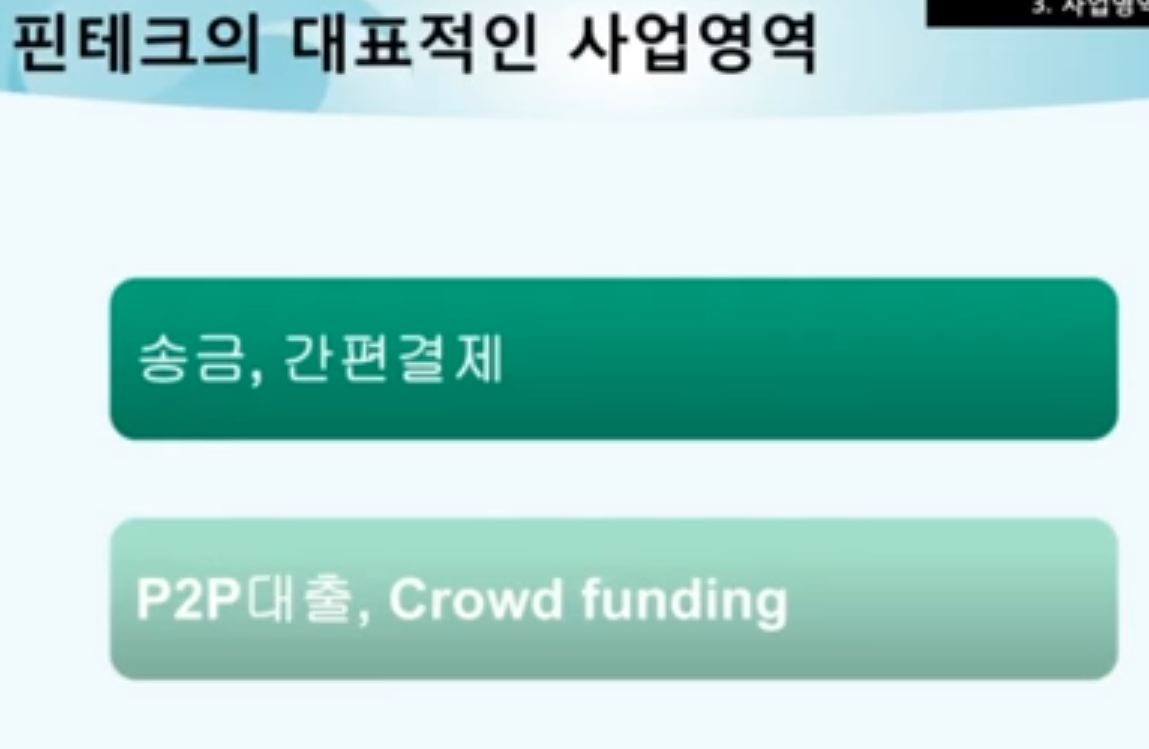 3. 사업영역
핀테크의 대표적인 사업영역
송금, 간편결제
P2P대출, Crowd funding